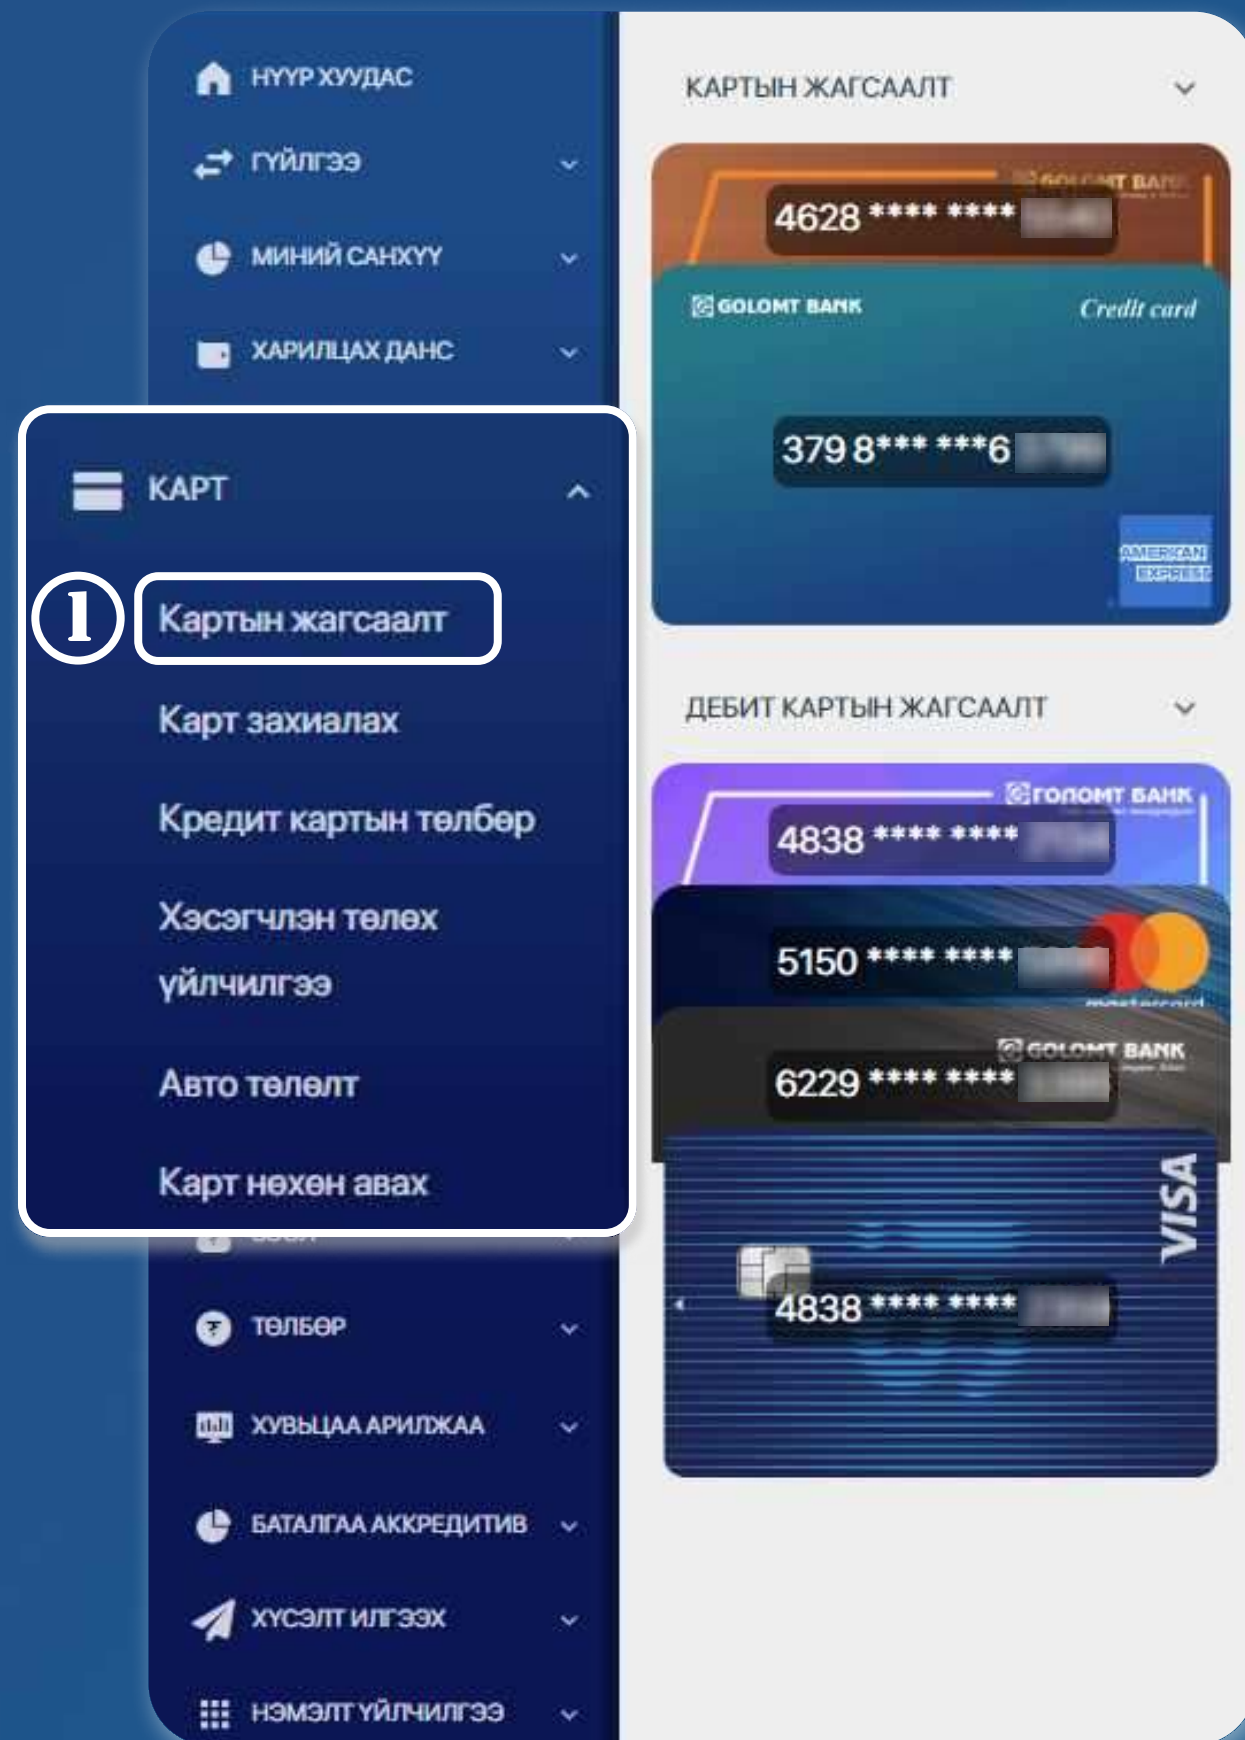 НҮҮР ХУУДАС
ГҮЙЛГЭЭ
МИНИЙ САНХҮҮ
ХАРИЛЦАХ ДАНС
КАРТ
1
Картын жагсаалт
Карт захиалах
Кредит картын төлбөр
Хэсэгчлэн төлөх
үйлчилгээ
Авто төлөлт
Карт нөхөн авах
ТӨЛБӨР
ХУВЬЦАА АРИЛЖАА
БАТАЛГАА АККРЕДИТИВ
ХҮСЭЛТ ИЛГЭЭХ
НЭМЭЛТ ҮЙЛЧИЛГЭЭ
КАРТЫН ЖАГСААЛТ
GOLOMT BANK
4628 **** ****
GOLOMT BANK
Credit card
379 8*** ***6
AMERICAN
EXPRESS
ДЕБИТ КАРТЫН ЖАГСААЛТ
ГОЛОМТ БАНК
4838 **** ****
5150 **** ****
mastercard
GOLOMT BANK
6229 **** ****
VISA
4838 **** ****